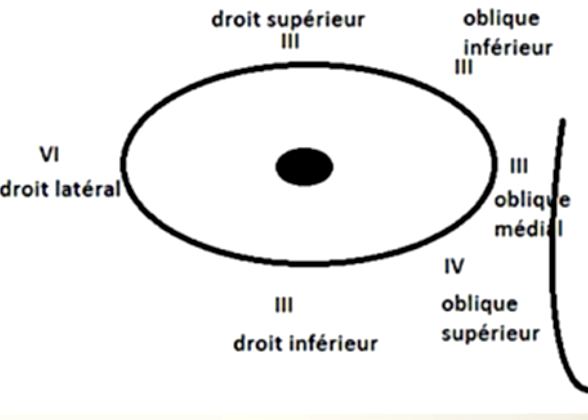 droit supérieur
III
oblique
inférieur
III
VI
droit latéral
III
oblique
médial
IV
oblique
supérieur
III
droit inférieur